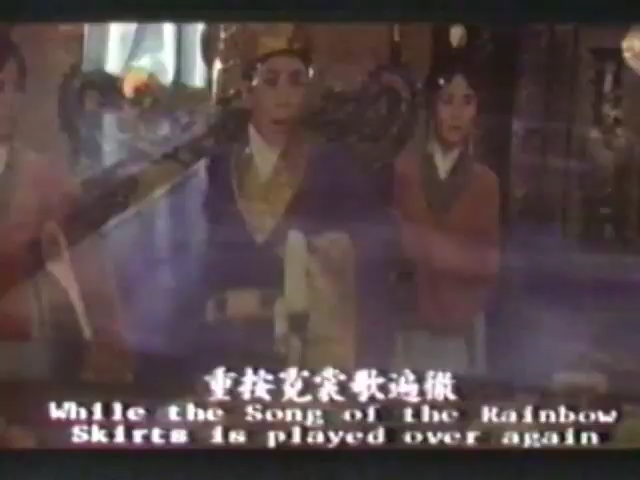 重按霓裳歌遍徹
While the Song of the Rainbow
Skirts is played over again